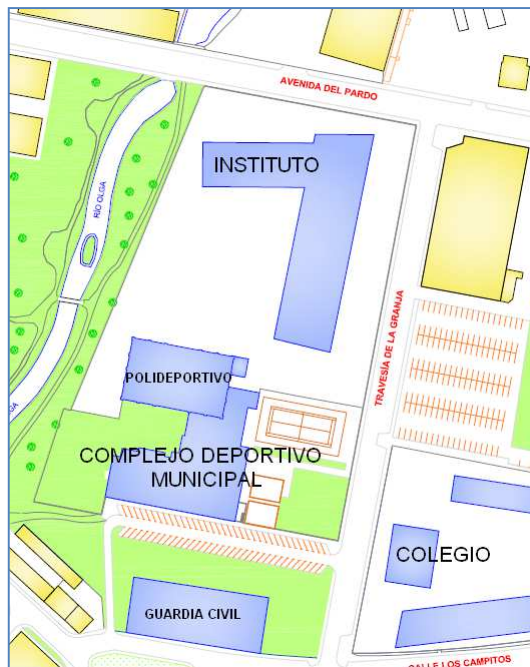 AVENIDA DEL PARDO
INSTITUTO
RÍO OLGA
TRAVESÍA DE LA GRANJA
POLIDEPORTIVO
COMPLEJO DEPORTIVO
MUNICIPAL
COLEGIO
GUARDIA CIVIL
CALLE LOS CAMPITOS